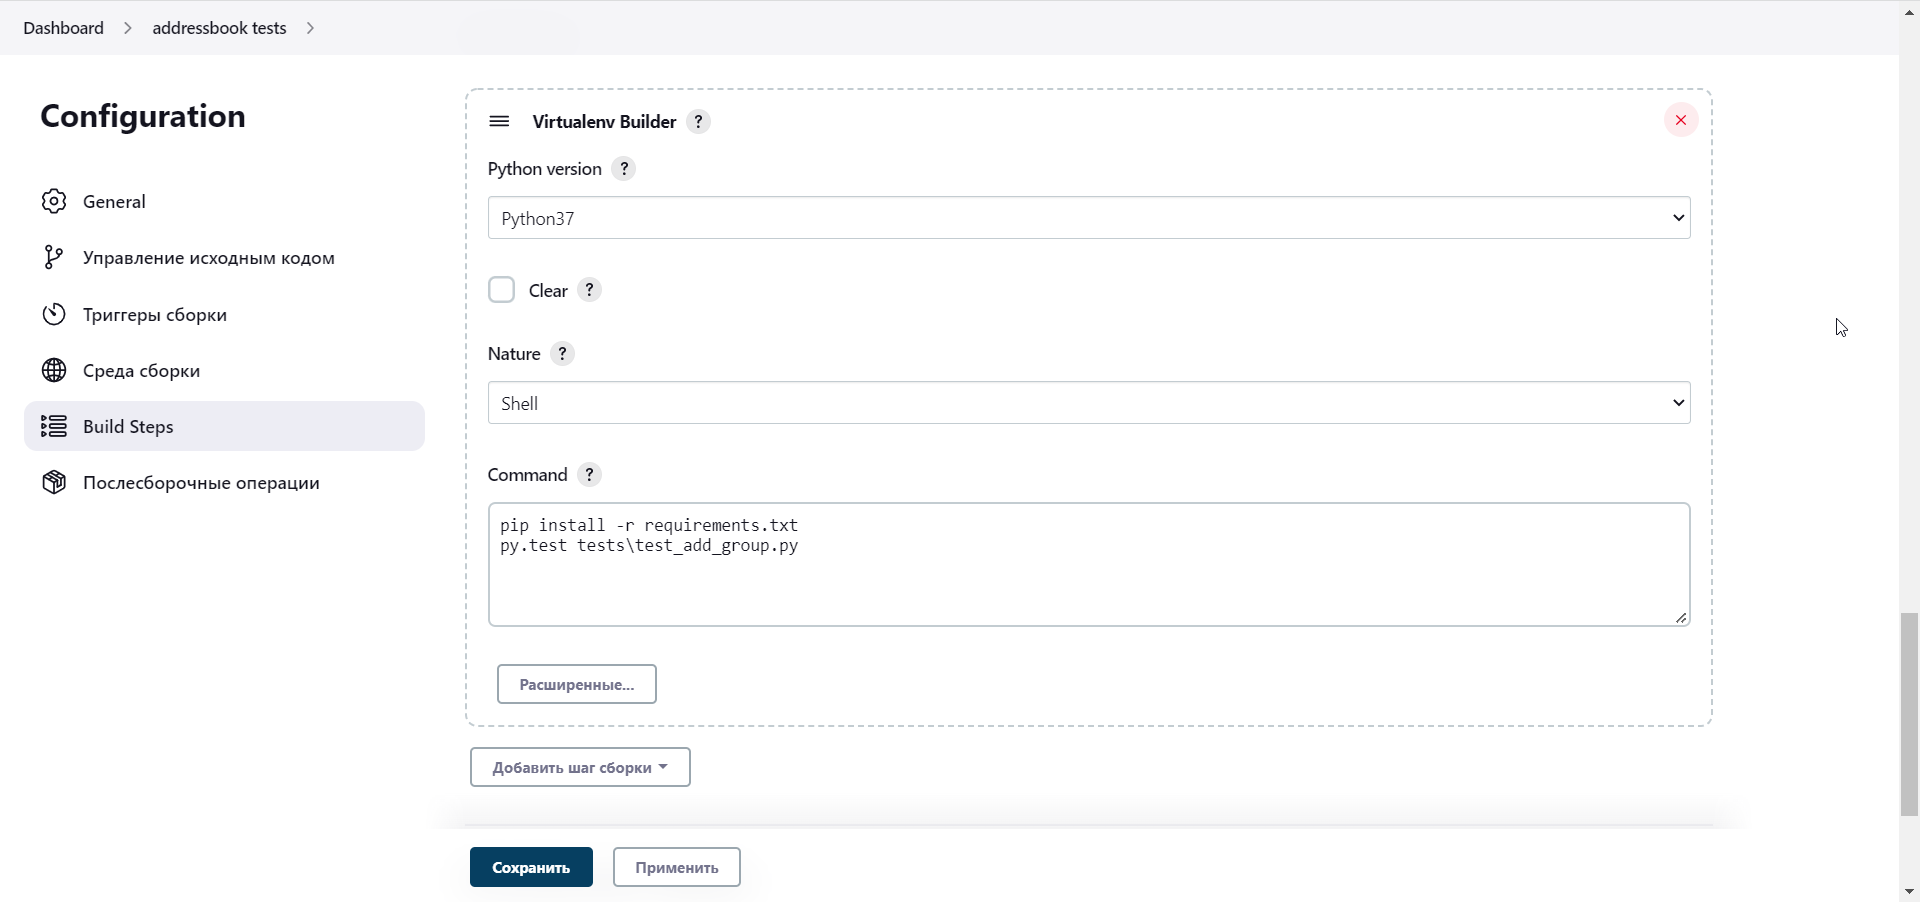 Dashboard
addressbook tests
Configuration
General
Управление исходным кодом
Триггеры сборки
Среда сборки
Build Steps
Послесборочные операции
Virtualenv Builder ?
Python version ?
Python37
Clear ?
Nature ?
Shell
Command ?
pip install -r requirements.txt
py.test tests\test_add_group.py
Расширенные...
Добавить шаг сборки
Сохранить
Применить